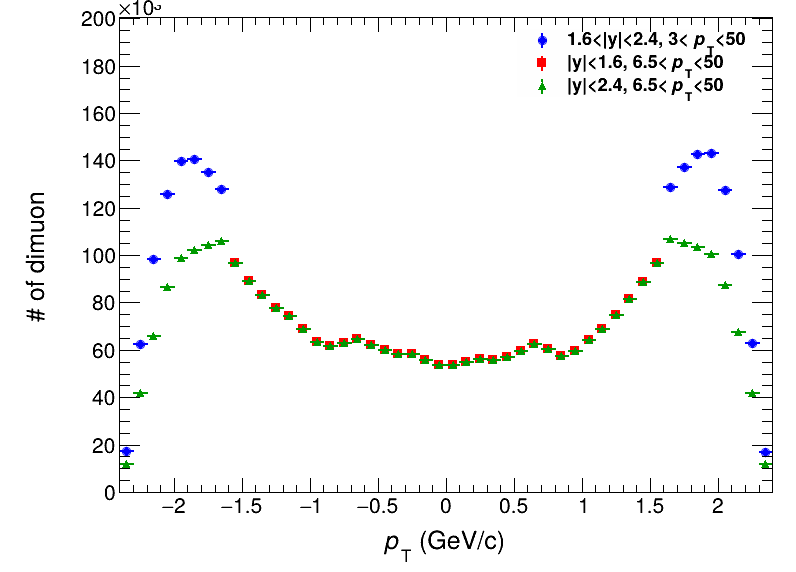 ×10³
1.6<|y|<2.4, 3< p_T<50
|y|<1.6, 6.5< p_T<50
|y|<2.4, 6.5< p_T<50
200
180
160
140
120
100
80
60
40
20
0
# of dimuon
−2 −1.5 −1 −0.5 0 0.5 1 1.5 2
p_T (GeV/c)